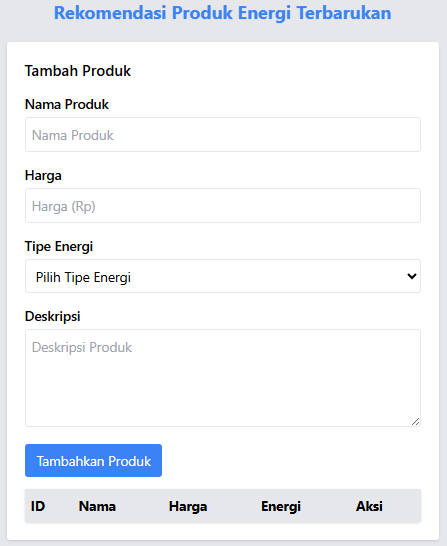 Rekomendasi Produk Energi Terbarukan
Tambah Produk
Nama Produk
Nama Produk
Harga
Harga (Rp)
Tipe Energi
Pilih Tipe Energi
Deskripsi
Deskripsi Produk
Tambahkan Produk
ID Nama Harga Energi Aksi